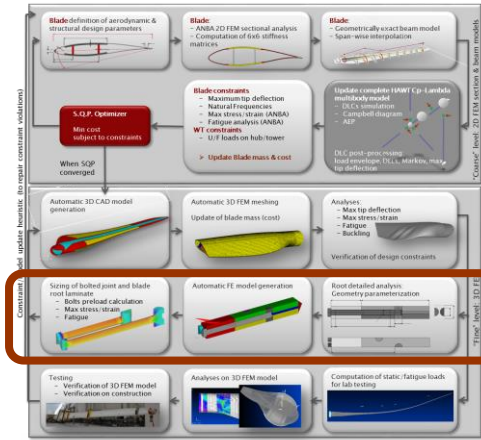 Blade definition of aerodynamic &
structural design parameters
Blade
- ANBA 2D FEM sectional analysis
- Computation of 6x6 stiffness
matrices
Blade:
- Geometrically exact beam model
- Span-wise interpolation
Blade constraints
- Maximum tip deflection
- Natural Frequencies
- Max stress/strain (ANBA)
- Fatigue analysis (ANBA)
WT constraints
- U/F loads on hub/tower
> Update Blade mass & cost
Update complete HAWT Cp-Lambda
multibody model
- DLCs simulation
- Campbell diagram
- AEP
DLC post-processing:
load envelope, DLCs, Markov, max
tip deflection
S.Q.P. Optimizer
Min cost
subject to constraints
When SQP
converged
Automatic 3D CAD model
generation
Automatic 3D FEM meshing
Update of blade mass (cost)
Analyses:
- Max tip deflection
- Max stress/strain
- Fatigue
- Buckling
Verification of design constraints
Sizing of bolted joint and blade
root laminate
- Bolts preload calculation
- Max stress/strain
- Fatigue
Automatic FE model generation
Root detailed analysis:
Geometry parameterization
Testing
- Verification of 3D FEM model
- Verification on construction
Analyses on 3D FEM model
Computation of static/fatigue loads
for lab testing
Constraint/model update heuristic (to repair constraint violations)
"Coarse" level: 2D FEM section & beam models
"Fine" level: 3D FE